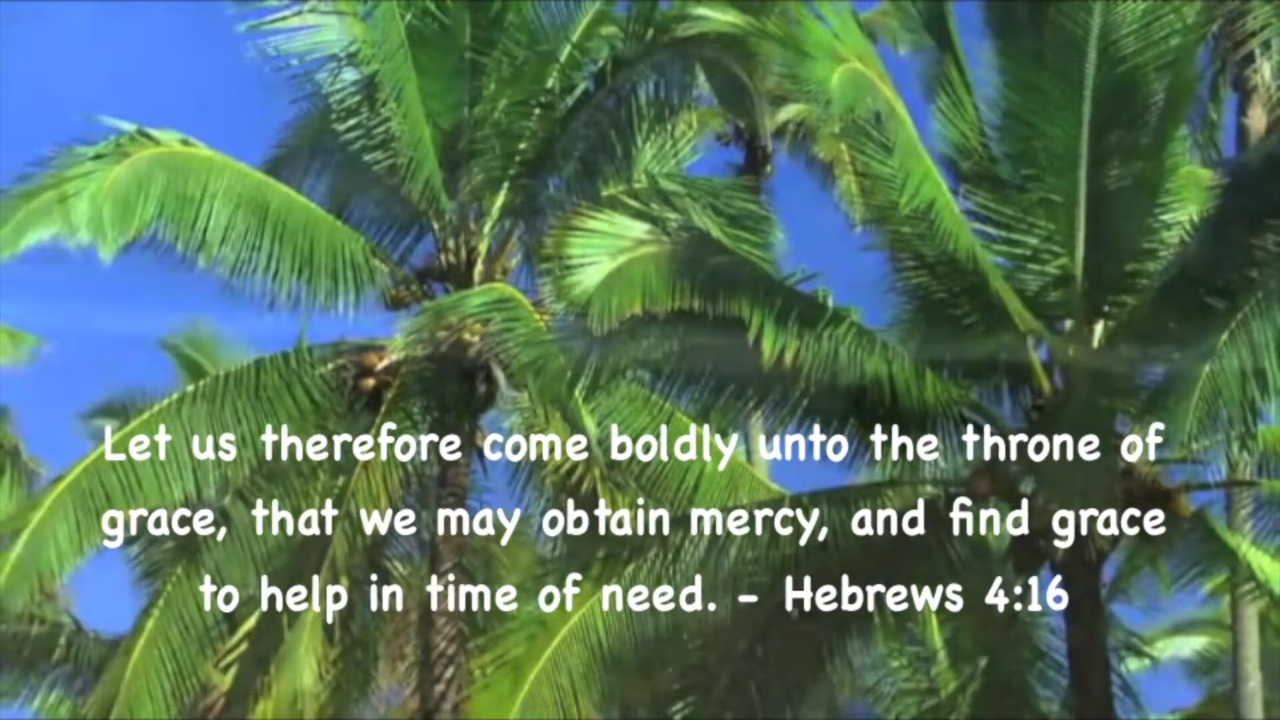 Let us therefore come boldly unto the throne of
grace, that we may obtain mercy, and find grace
to help in time of need. - Hebrews 4:16